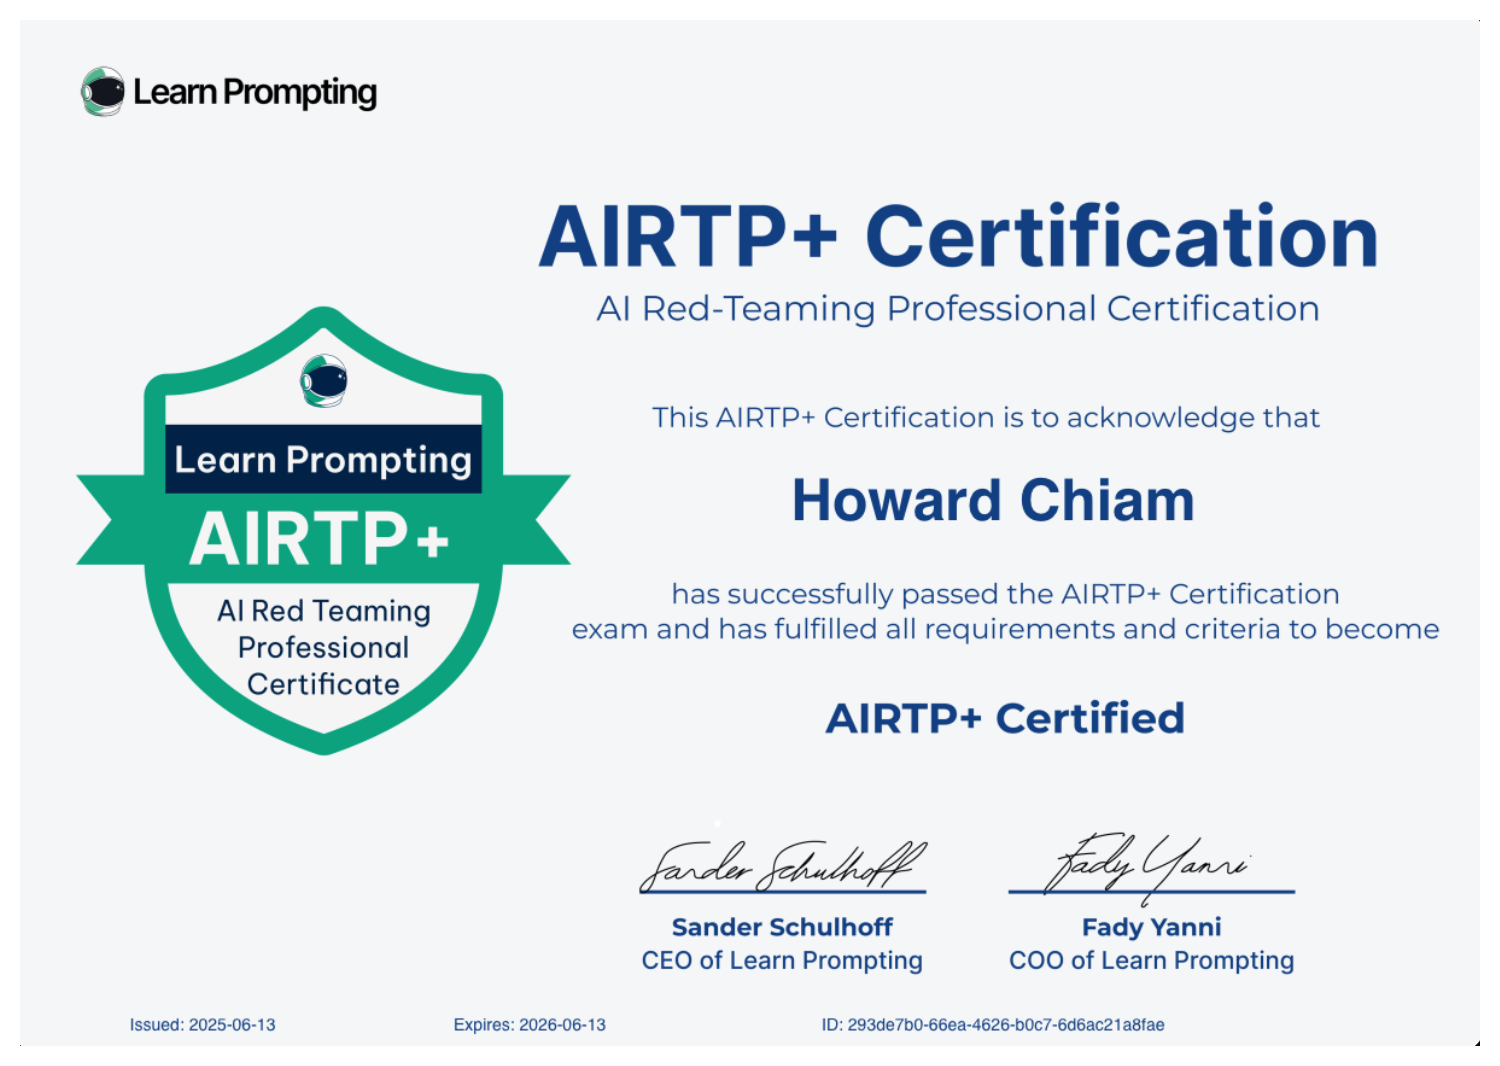 Learn Prompting
AIRTP+ Certification
AI Red-Teaming Professional Certification
This AIRTP+ Certification is to acknowledge that
Howard Chiam
has successfully passed the AIRTP+ Certification
exam and has fulfilled all requirements and criteria to become
AIRTP+ Certified
Learn Prompting
AIRTP+
AI Red Teaming
Professional
Certificate
Sander Schulhoff
Sander Schulhoff
CEO of Learn Prompting
Fady Yanni
Fady Yanni
COO of Learn Prompting
Issued: 2025-06-13
Expires: 2026-06-13
ID: 293de7b0-66ea-4626-b0c7-6d6ac21a8fae